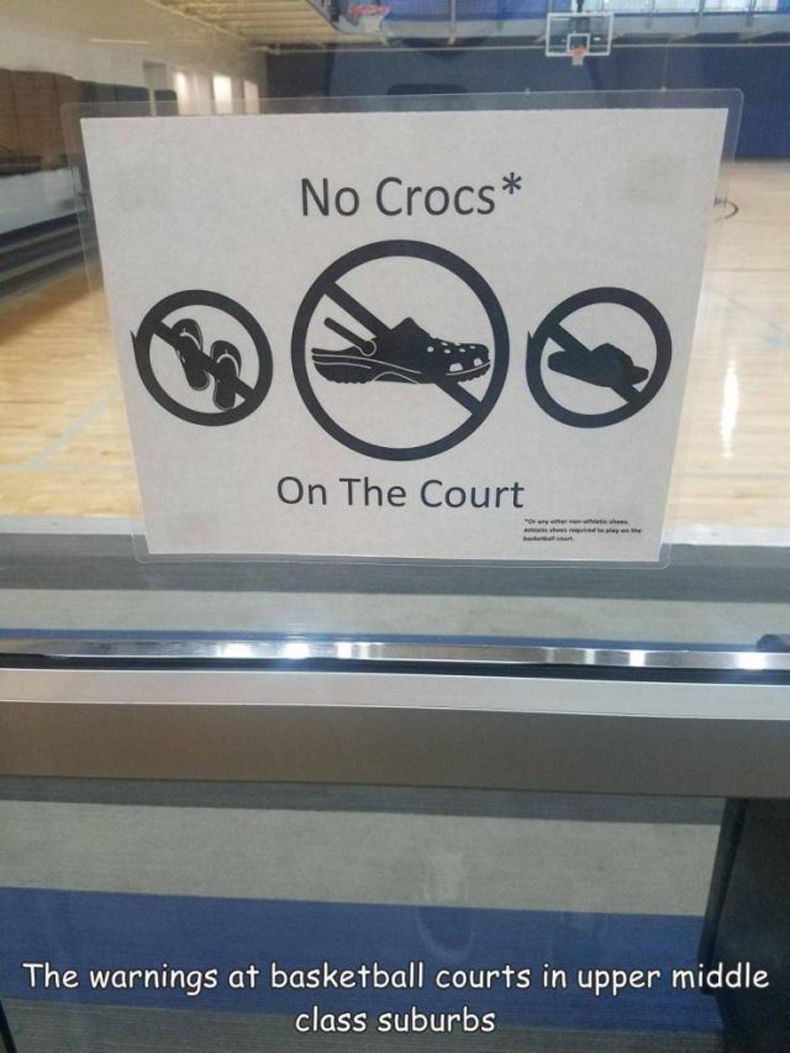 No Crocs*
On The Court
*Or any other non-athletic shoes.
Athletic shoes required to play on the
basketball court.
The warnings at basketball courts in upper middle
class suburbs